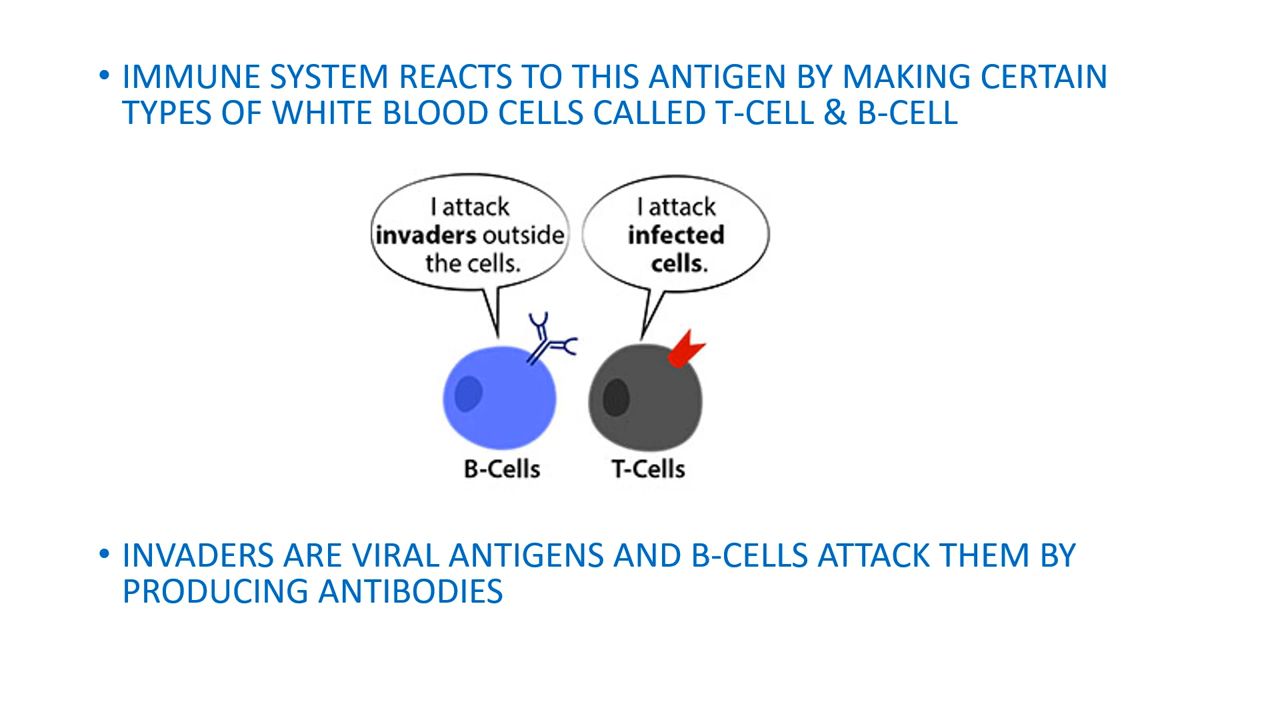 • IMMUNE SYSTEM REACTS TO THIS ANTIGEN BY MAKING CERTAIN
TYPES OF WHITE BLOOD CELLS CALLED T-CELL & B-CELL
I attack
invaders outside
the cells.
I attack
infected
cells.
B-Cells
T-Cells
• INVADERS ARE VIRAL ANTIGENS AND B-CELLS ATTACK THEM BY
PRODUCING ANTIBODIES